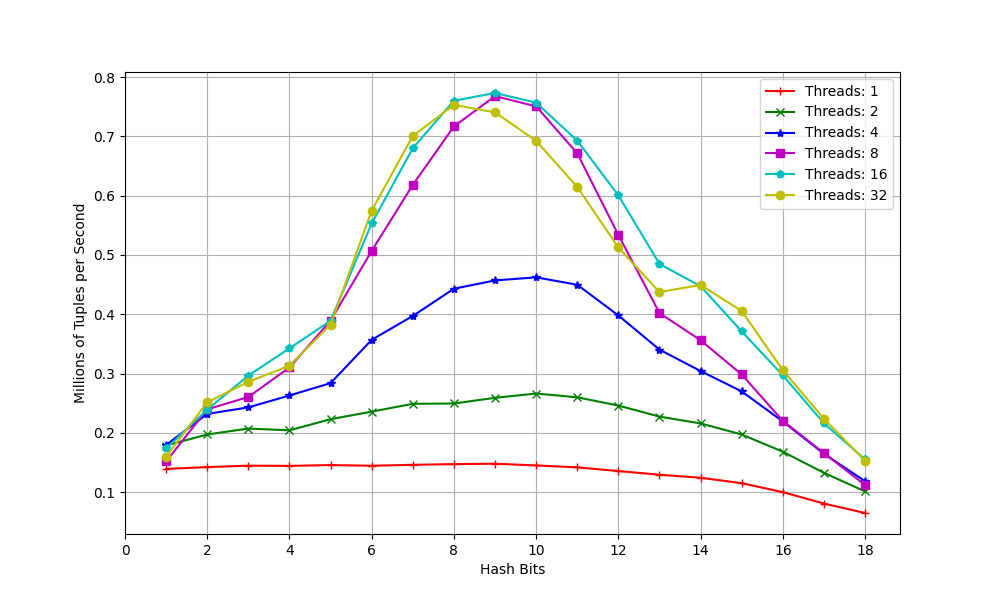 0.8
0.7
0.6
0.5
0.4
0.3
0.2
0.1
Millions of Tuples per Second
0 2 4 6 8 10 12 14 16 18
Hash Bits
Threads: 1
Threads: 2
Threads: 4
Threads: 8
Threads: 16
Threads: 32